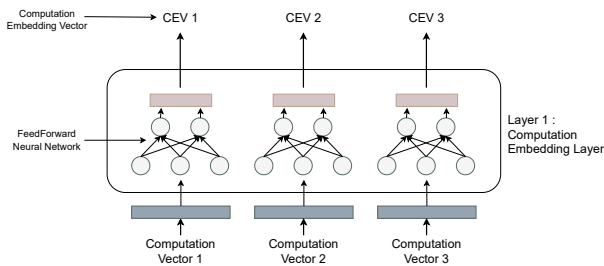 Computation
Embedding Vector
CEV 1
CEV 2
CEV 3
FeedForward
Neural Network
Layer 1 :
Computation
Embedding Layer
Computation
Vector 1
Computation
Vector 2
Computation
Vector 3